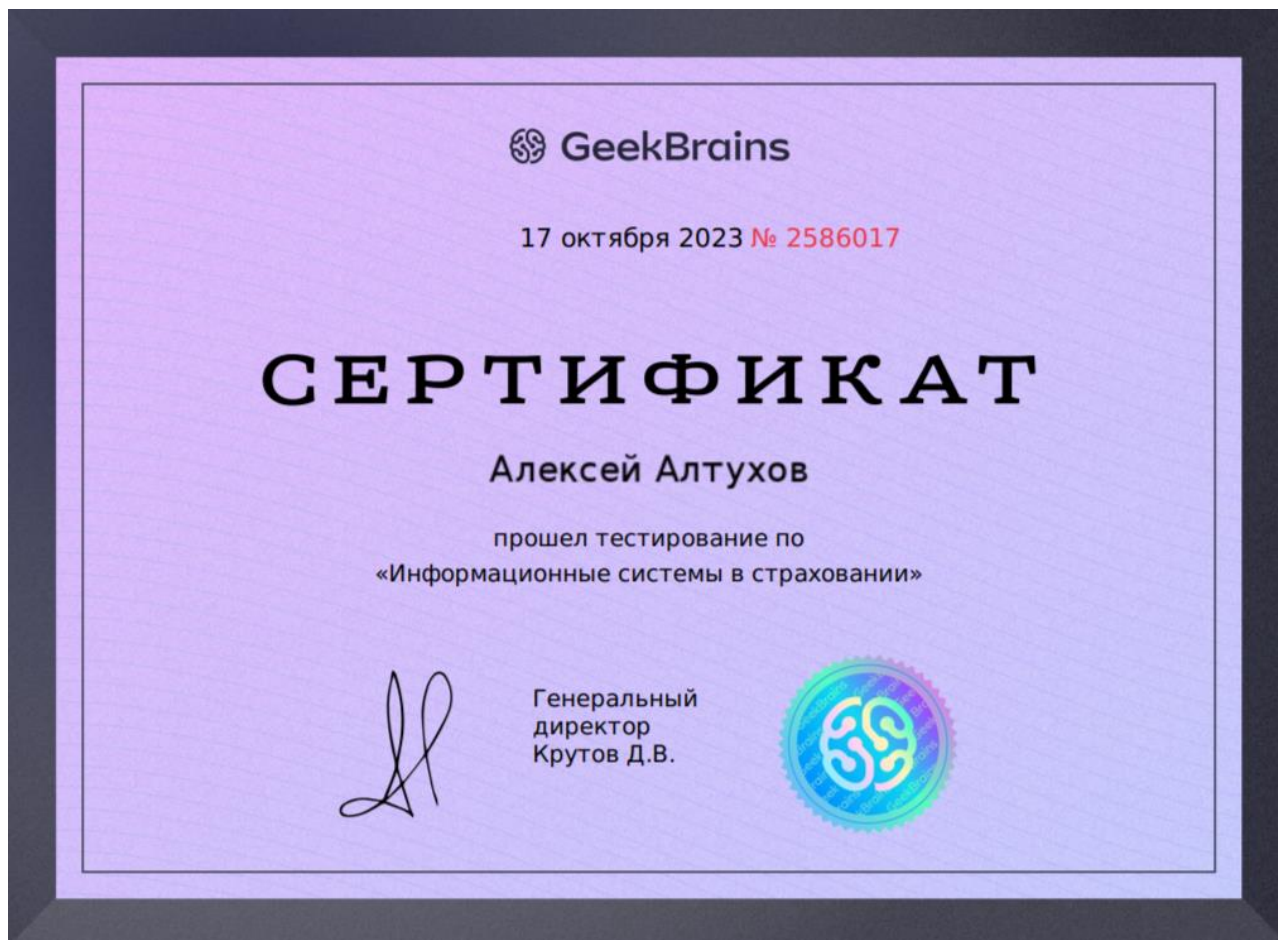 GeekBrains
17 октября 2023 № 2586017
СЕРТИФИКАТ
Алексей Алтухов
прошел тестирование по
«Информационные системы в страховании»
Генеральный
директор
Крутов Д.В.